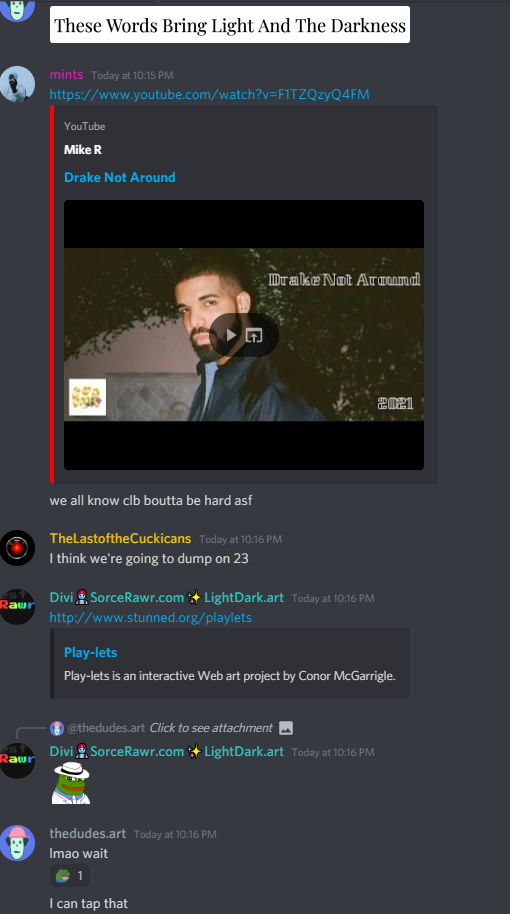 These Words Bring Light And The Darkness
mints Today at 10:15 PM
https://www.youtube.com/watch?v=F1TZQzyQ4FM
YouTube
Mike R
Drake Not Around
Drake Not Around
2021
we all know clb boutta be hard asf
TheLastoftheCuckicans Today at 10:16 PM
I think we're going to dump on 23
Divi SorceRawr.com ✨ LightDark.art Today at 10:16 PM
Rawr
http://www.stunned.org/playlets
Play-lets
Play-lets is an interactive Web art project by Conor McGarrigle.
@thedudes.art Click to see attachment
Divi SorceRawr.com ✨ LightDark.art Today at 10:16 PM
Rawr
thedudes.art Today at 10:16 PM
lmao wait
1
I can tap that